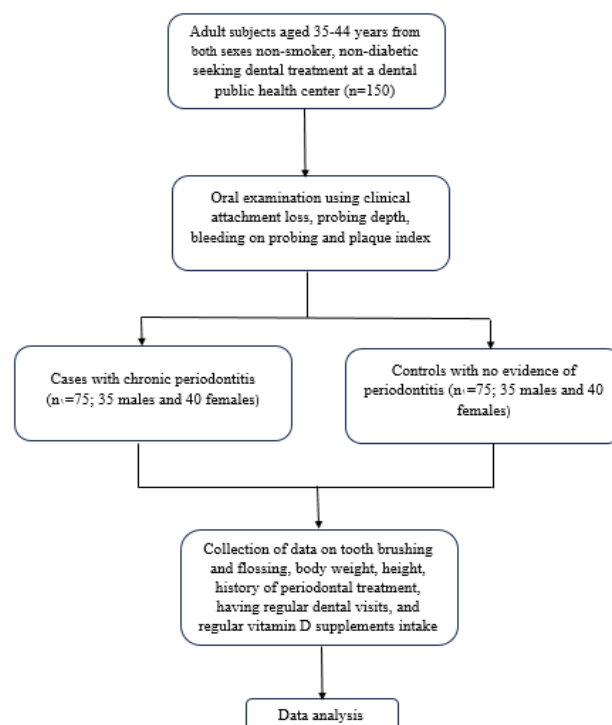 Adult subjects aged 35-44 years from
both sexes non-smoker, non-diabetic
seeking dental treatment at a dental
public health center (n=150)
Oral examination using clinical
attachment loss, probing depth,
bleeding on probing and plaque index
Cases with chronic periodontitis
(n₁=75; 35 males and 40 females)
Controls with no evidence of
periodontitis (n₁=75; 35 males and 40
females)
Collection of data on tooth brushing
and flossing, body weight, height,
history of periodontal treatment,
having regular dental visits, and
regular vitamin D supplements intake
Data analysis